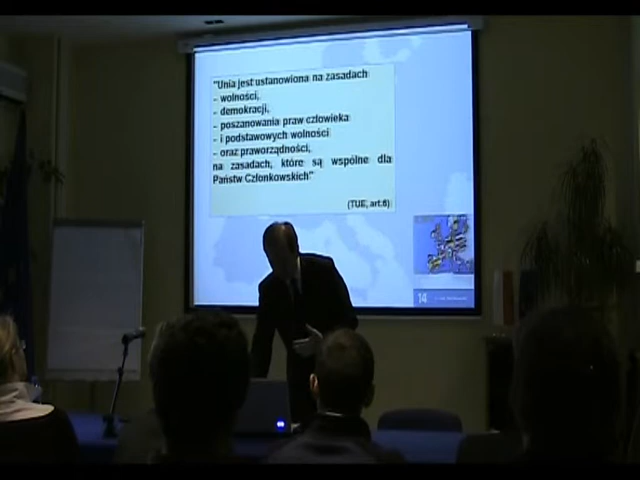 "Unia jest ustanowiona na zasadach
– wolności,
– demokracji,
– poszanowania praw człowieka
– i podstawowych wolności
– oraz praworządności,
na zasadach, które są wspólne dla
Państw Członkowskich"
(TUE, art.6)
14